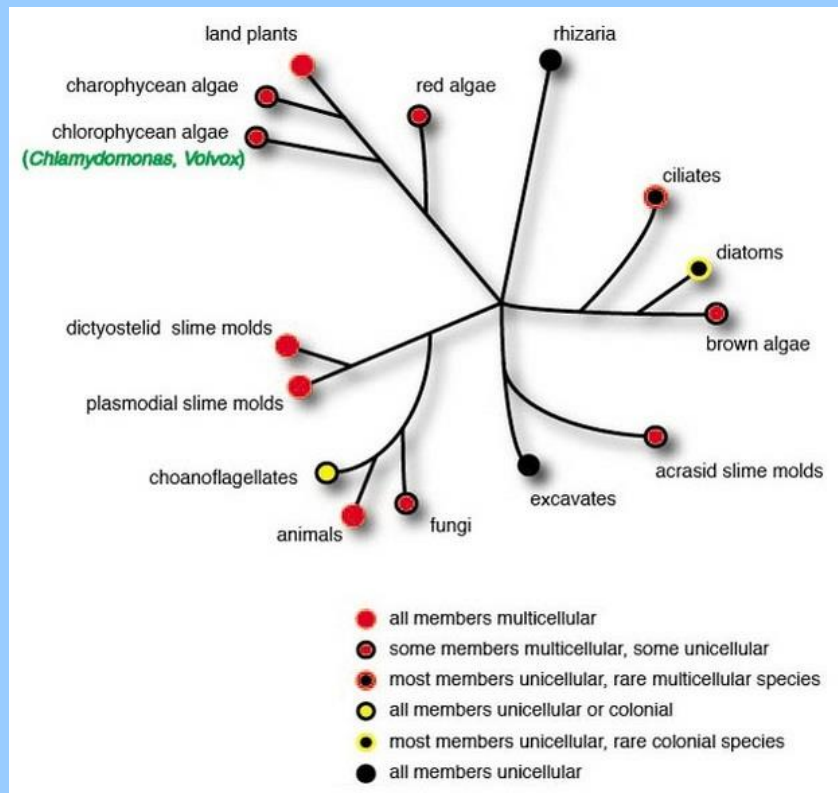 land plants
rhizaria
charophycean algae
red algae
chlorophycean algae
(Chlamydomonas, Volvox)
ciliates
diatoms
dictyostelid slime molds
brown algae
plasmodial slime molds
choanoflagellates
acrasid slime molds
excavates
animals
fungi
all members multicellular
some members multicellular, some unicellular
most members unicellular, rare multicellular species
all members unicellular or colonial
most members unicellular, rare colonial species
all members unicellular